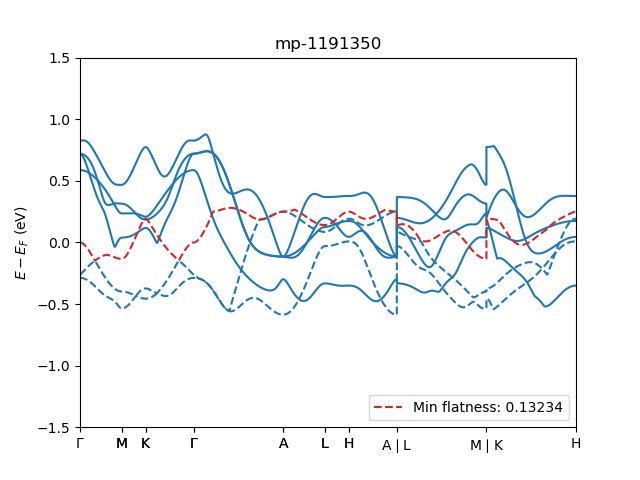 mp-1191350
1.5
1.0
0.5
0.0
−0.5
−1.0
−1.5
E − E_F (eV)
Min flatness: 0.13234
Γ M K Γ A L H A | L M | K H